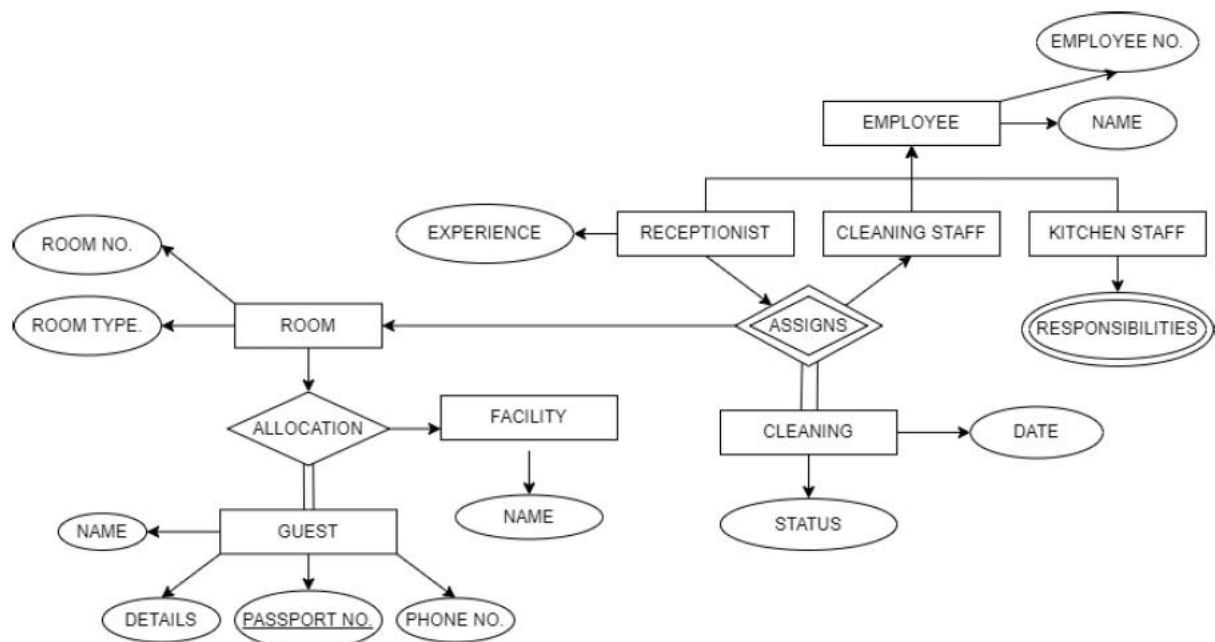 EMPLOYEE NO.
EMPLOYEE
NAME
EXPERIENCE
RECEPTIONIST
CLEANING STAFF
KITCHEN STAFF
ROOM NO.
ROOM TYPE.
ROOM
ASSIGNS
RESPONSIBILITIES
ALLOCATION
FACILITY
CLEANING
DATE
NAME
GUEST
NAME
STATUS
DETAILS
PASSPORT NO.
PHONE NO.